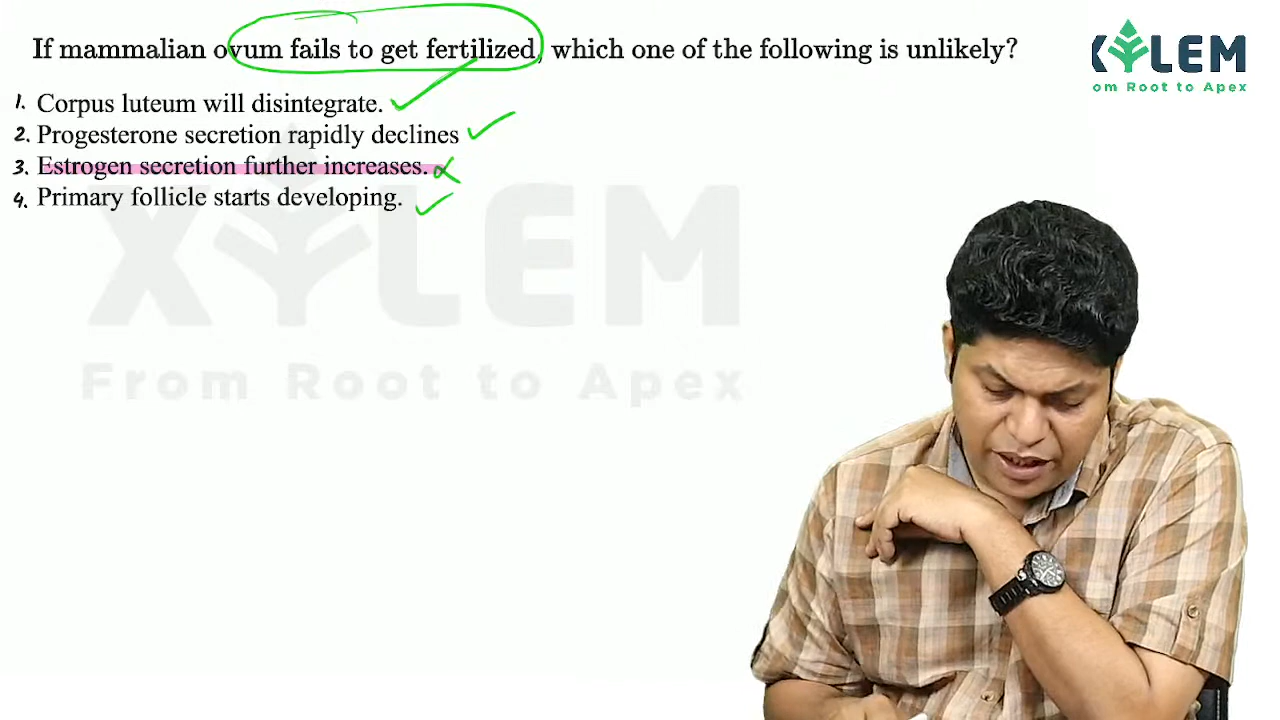 If mammalian ovum fails to get fertilized, which one of the following is unlikely?
1. Corpus luteum will disintegrate.
2. Progesterone secretion rapidly declines
3. Estrogen secretion further increases.
4. Primary follicle starts developing.
XYLEM
om Root to Apex
XYLEM
From Root to Apex